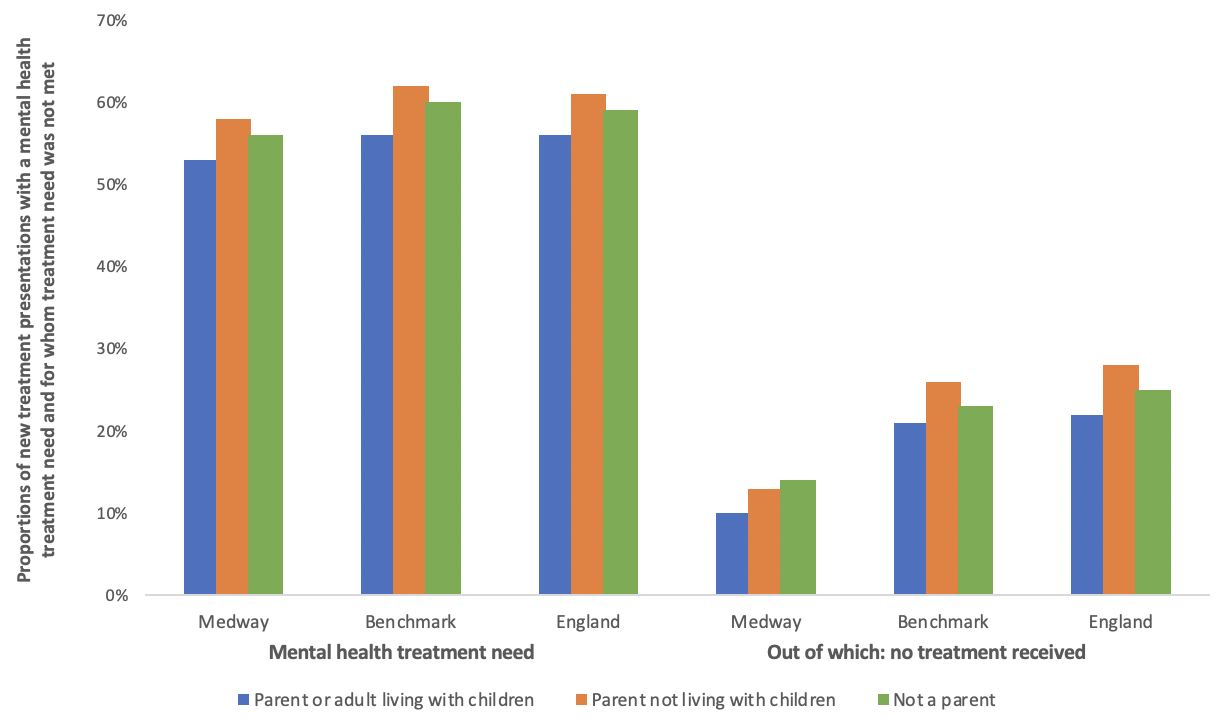 Proportions of new treatment presentations with a mental health
treatment need and for whom treatment need was not met
70%
60%
50%
40%
30%
20%
10%
0%
Medway Benchmark England Medway Benchmark England
Mental health treatment need Out of which: no treatment received
Parent or adult living with children Parent not living with children Not a parent